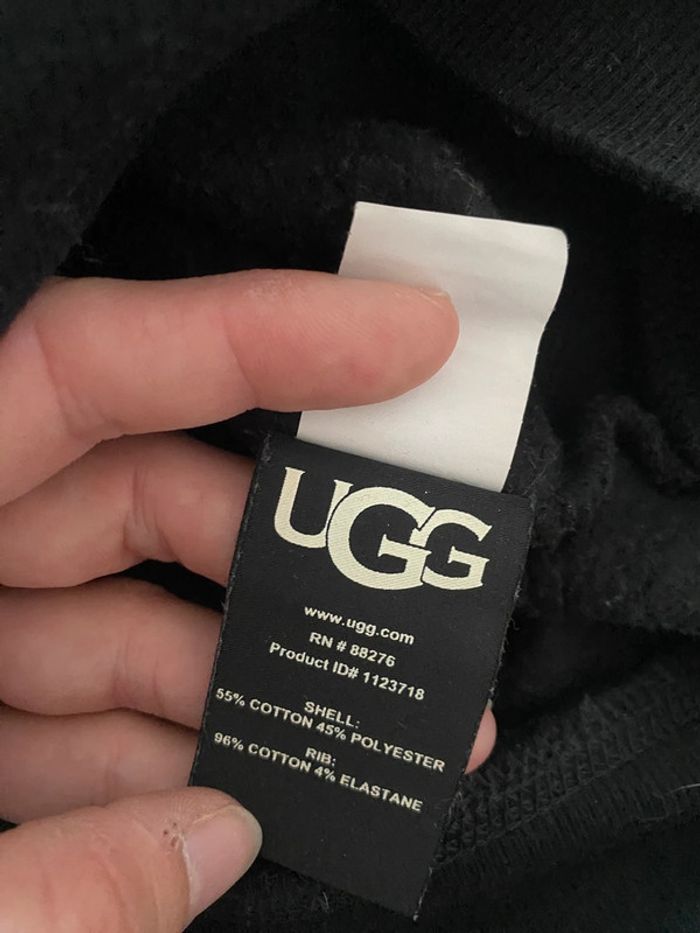 UGG
www.ugg.com
RN # 88276
Product ID# 1123718
SHELL:
55% COTTON 45% POLYESTER
RIB:
96% COTTON 4% ELASTANE